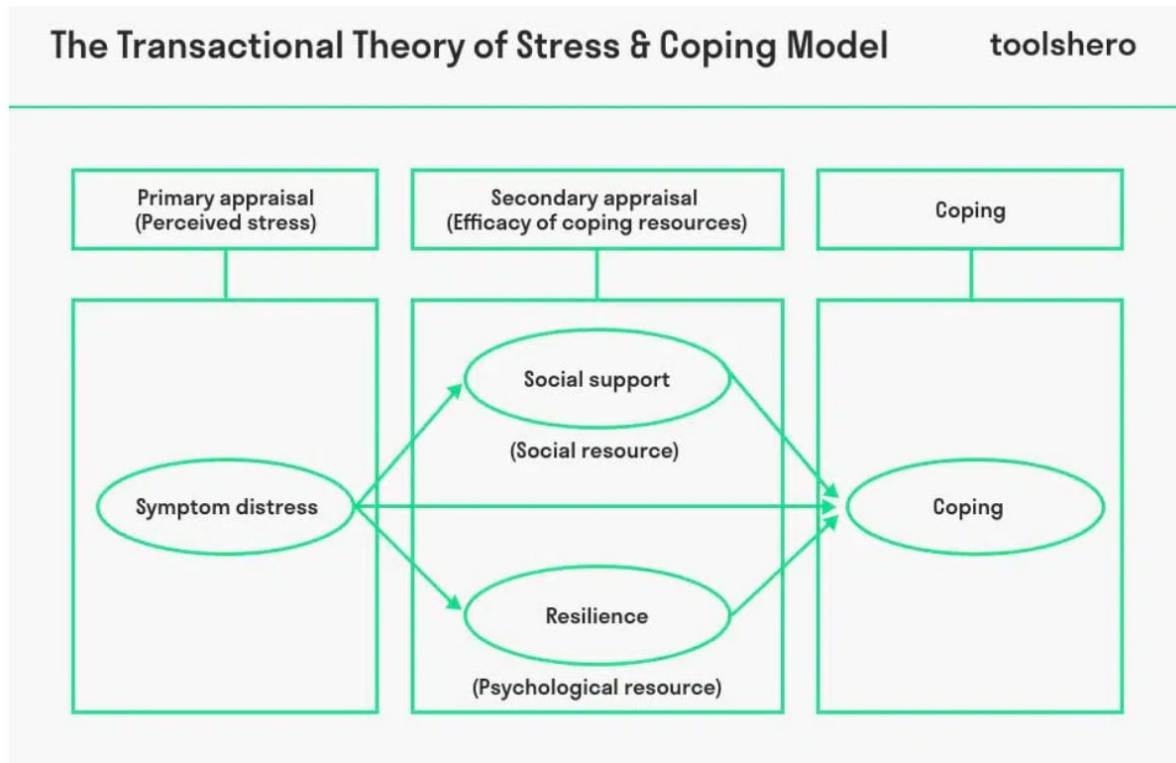 The Transactional Theory of Stress & Coping Model
toolshero
Primary appraisal
(Perceived stress)
Secondary appraisal
(Efficacy of coping resources)
Coping
Social support
(Social resource)
Symptom distress
Coping
Resilience
(Psychological resource)